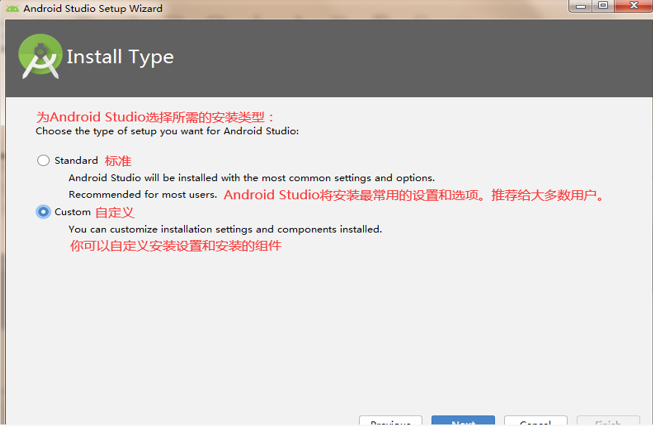 Android Studio Setup Wizard
Install Type
为Android Studio选择所需的安装类型：
Choose the type of setup you want for Android Studio:
Standard 标准
Android Studio will be installed with the most common settings and options.
Recommended for most users. Android Studio将安装最常用的设置和选项。推荐给大多数用户。
Custom 自定义
You can customize installation settings and components installed.
你可以自定义安装设置和安装的组件
Previous Next Cancel Finish